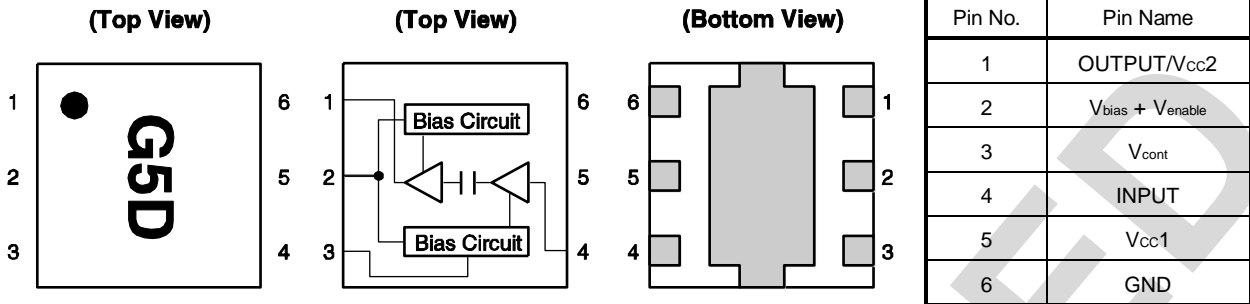 (Top View)
1
2
3
6
5
4
G5D
(Top View)
1
2
3
6
5
4
Bias Circuit
Bias Circuit
(Bottom View)
6
5
4
1
2
3
Pin No. Pin Name
1 OUTPUT/Vcc2
2 Vbias + Venable
3 Vcont
4 INPUT
5 Vcc1
6 GND